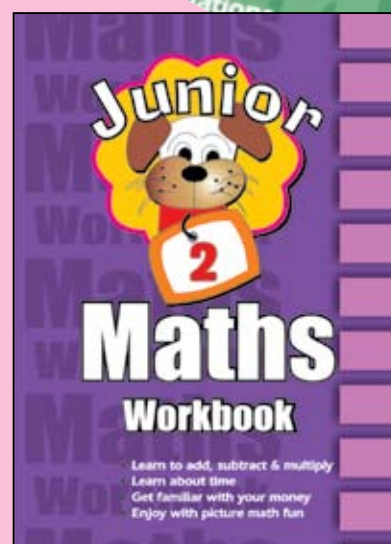 Junior
2
Maths
Workbook
Learn to add, subtract & multiply
Learn about time
Get familiar with your money
Enjoy with picture math fun